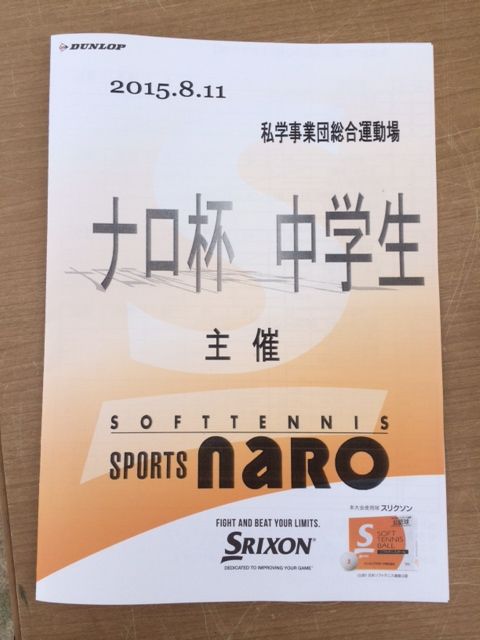 DUNLOP
2015.8.11
私学事業団総合運動場
ナロ杯 中学生
主催
SOFTTENNIS
SPORTS naRO
本大会使用球 スリクソン
FIGHT AND BEAT YOUR LIMITS.
SRIXON
DEDICATED TO IMPROVING YOUR GAME
S
SOFT
TENNIS
BALL